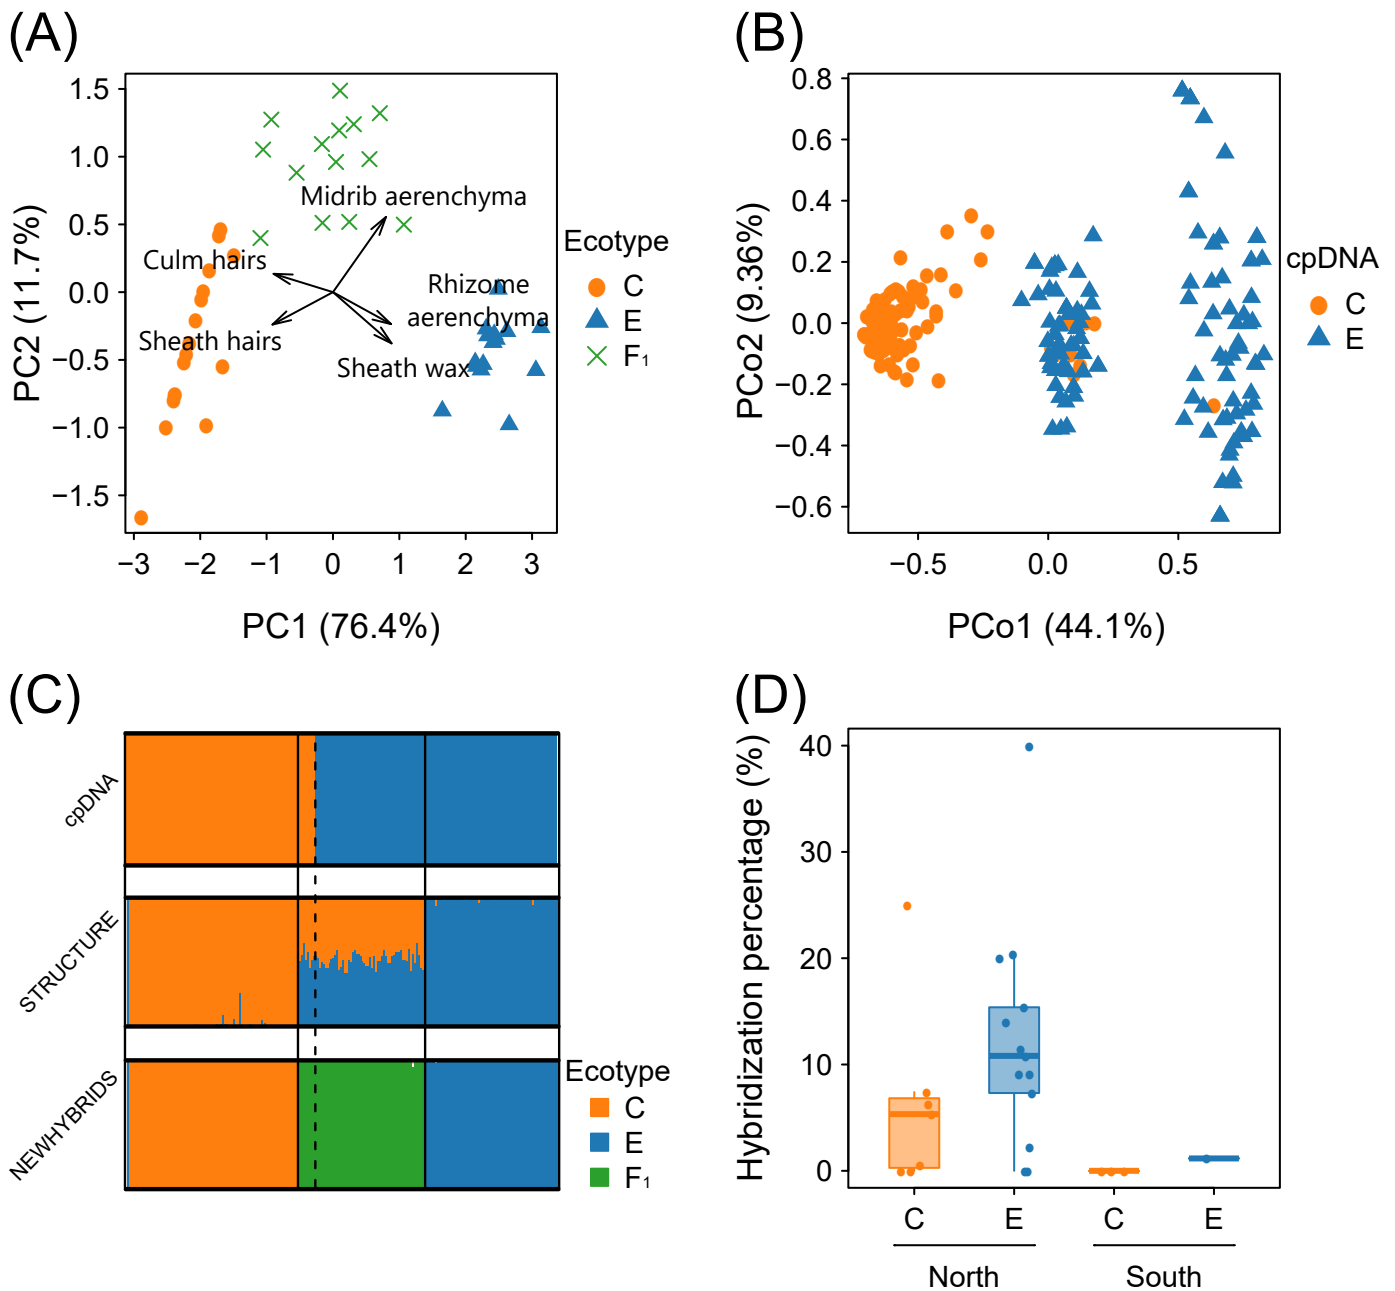 (A)
1.5
1.0
0.5
0.0
−0.5
−1.0
−1.5
PC2 (11.7%)
Midrib aerenchyma
Culm hairs
Rhizome
aerenchyma
Sheath hairs
Sheath wax
−3 −2 −1 0 1 2 3
PC1 (76.4%)
Ecotype
C
E
F1
(B)
0.8
0.6
0.4
0.2
0.0
−0.2
−0.4
−0.6
PCo2 (9.36%)
−0.5 0.0 0.5
PCo1 (44.1%)
cpDNA
C
E
(C)
cpDNA
STRUCTURE
NEWHYBRIDS
Ecotype
C
E
F1
(D)
Hybridization percentage (%)
40
30
20
10
0
C E C E
North South